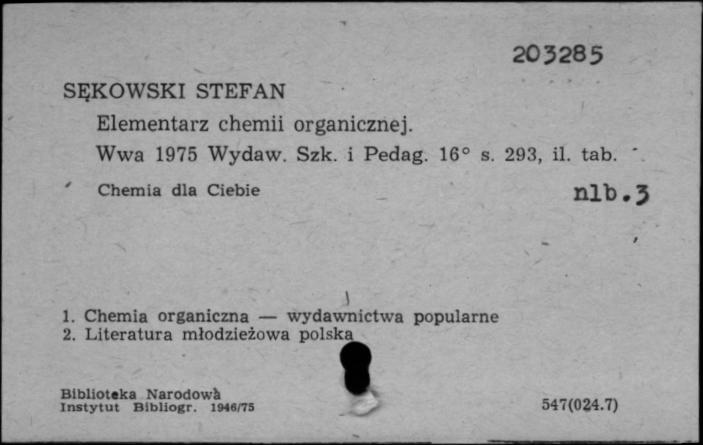 203285
SĘKOWSKI STEFAN
Elementarz chemii organicznej.
Wwa 1975 Wydaw. Szk. i Pedag. 16° s. 293, il. tab.
Chemia dla Ciebie
nlb.3
1. Chemia organiczna — wydawnictwa popularne
2. Literatura młodzieżowa polska
Biblioteka Narodowa
Instytut Bibliogr. 1946/75
547(024.7)